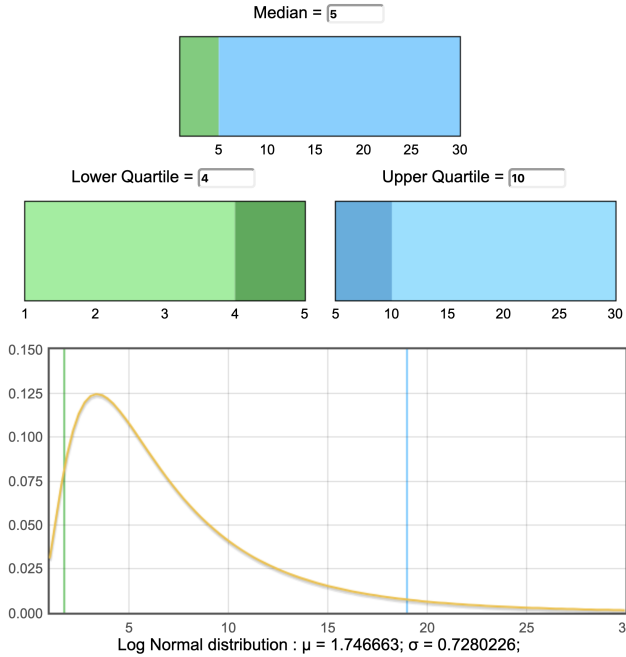 Median = 5
5 10 15 20 25 30
Lower Quartile = 4
Upper Quartile = 10
1 2 3 4 5
5 10 15 20 25 30
0.150
0.125
0.100
0.075
0.050
0.025
0.000
5 10 15 20 25 3
Log Normal distribution : μ = 1.746663; σ = 0.7280226;